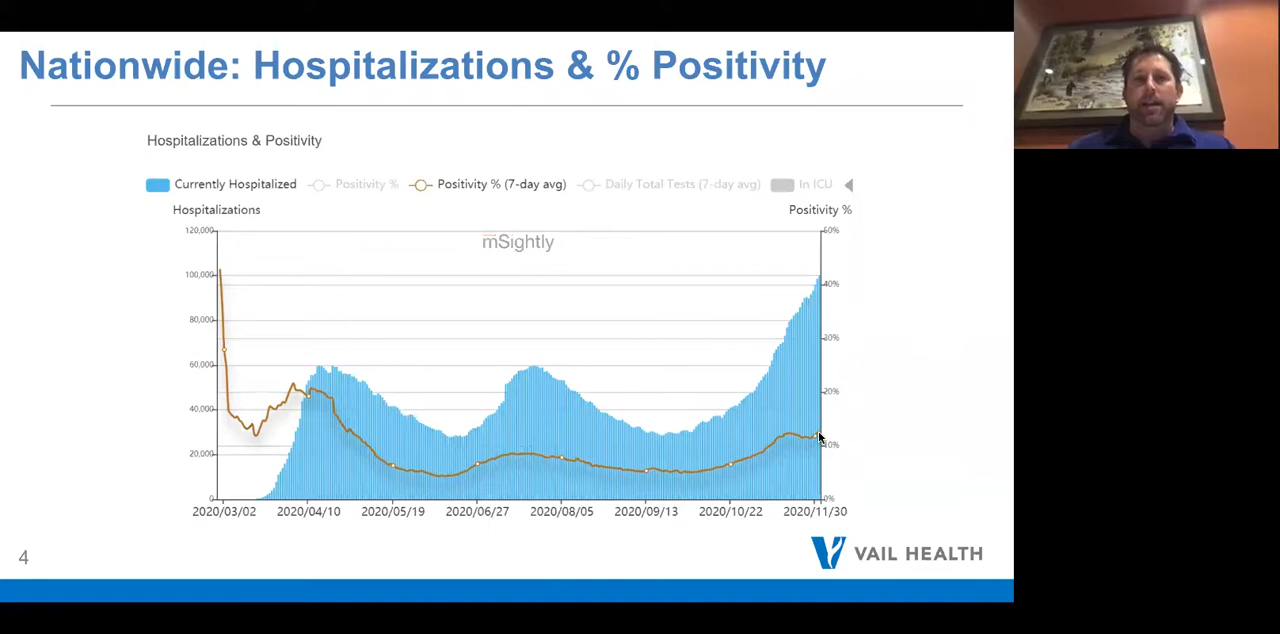 Nationwide: Hospitalizations & % Positivity
Hospitalizations & Positivity
Currently Hospitalized Positivity % Positivity % (7-day avg) Daily Total Tests (7-day avg) In ICU
Hospitalizations Positivity %
mSightly
120,000 60%
100,000
40%
80,000
30%
60,000
20%
40,000
10%
20,000
0 0%
2020/03/02 2020/04/10 2020/05/19 2020/06/27 2020/08/05 2020/09/13 2020/10/22 2020/11/30
4
VAIL HEALTH